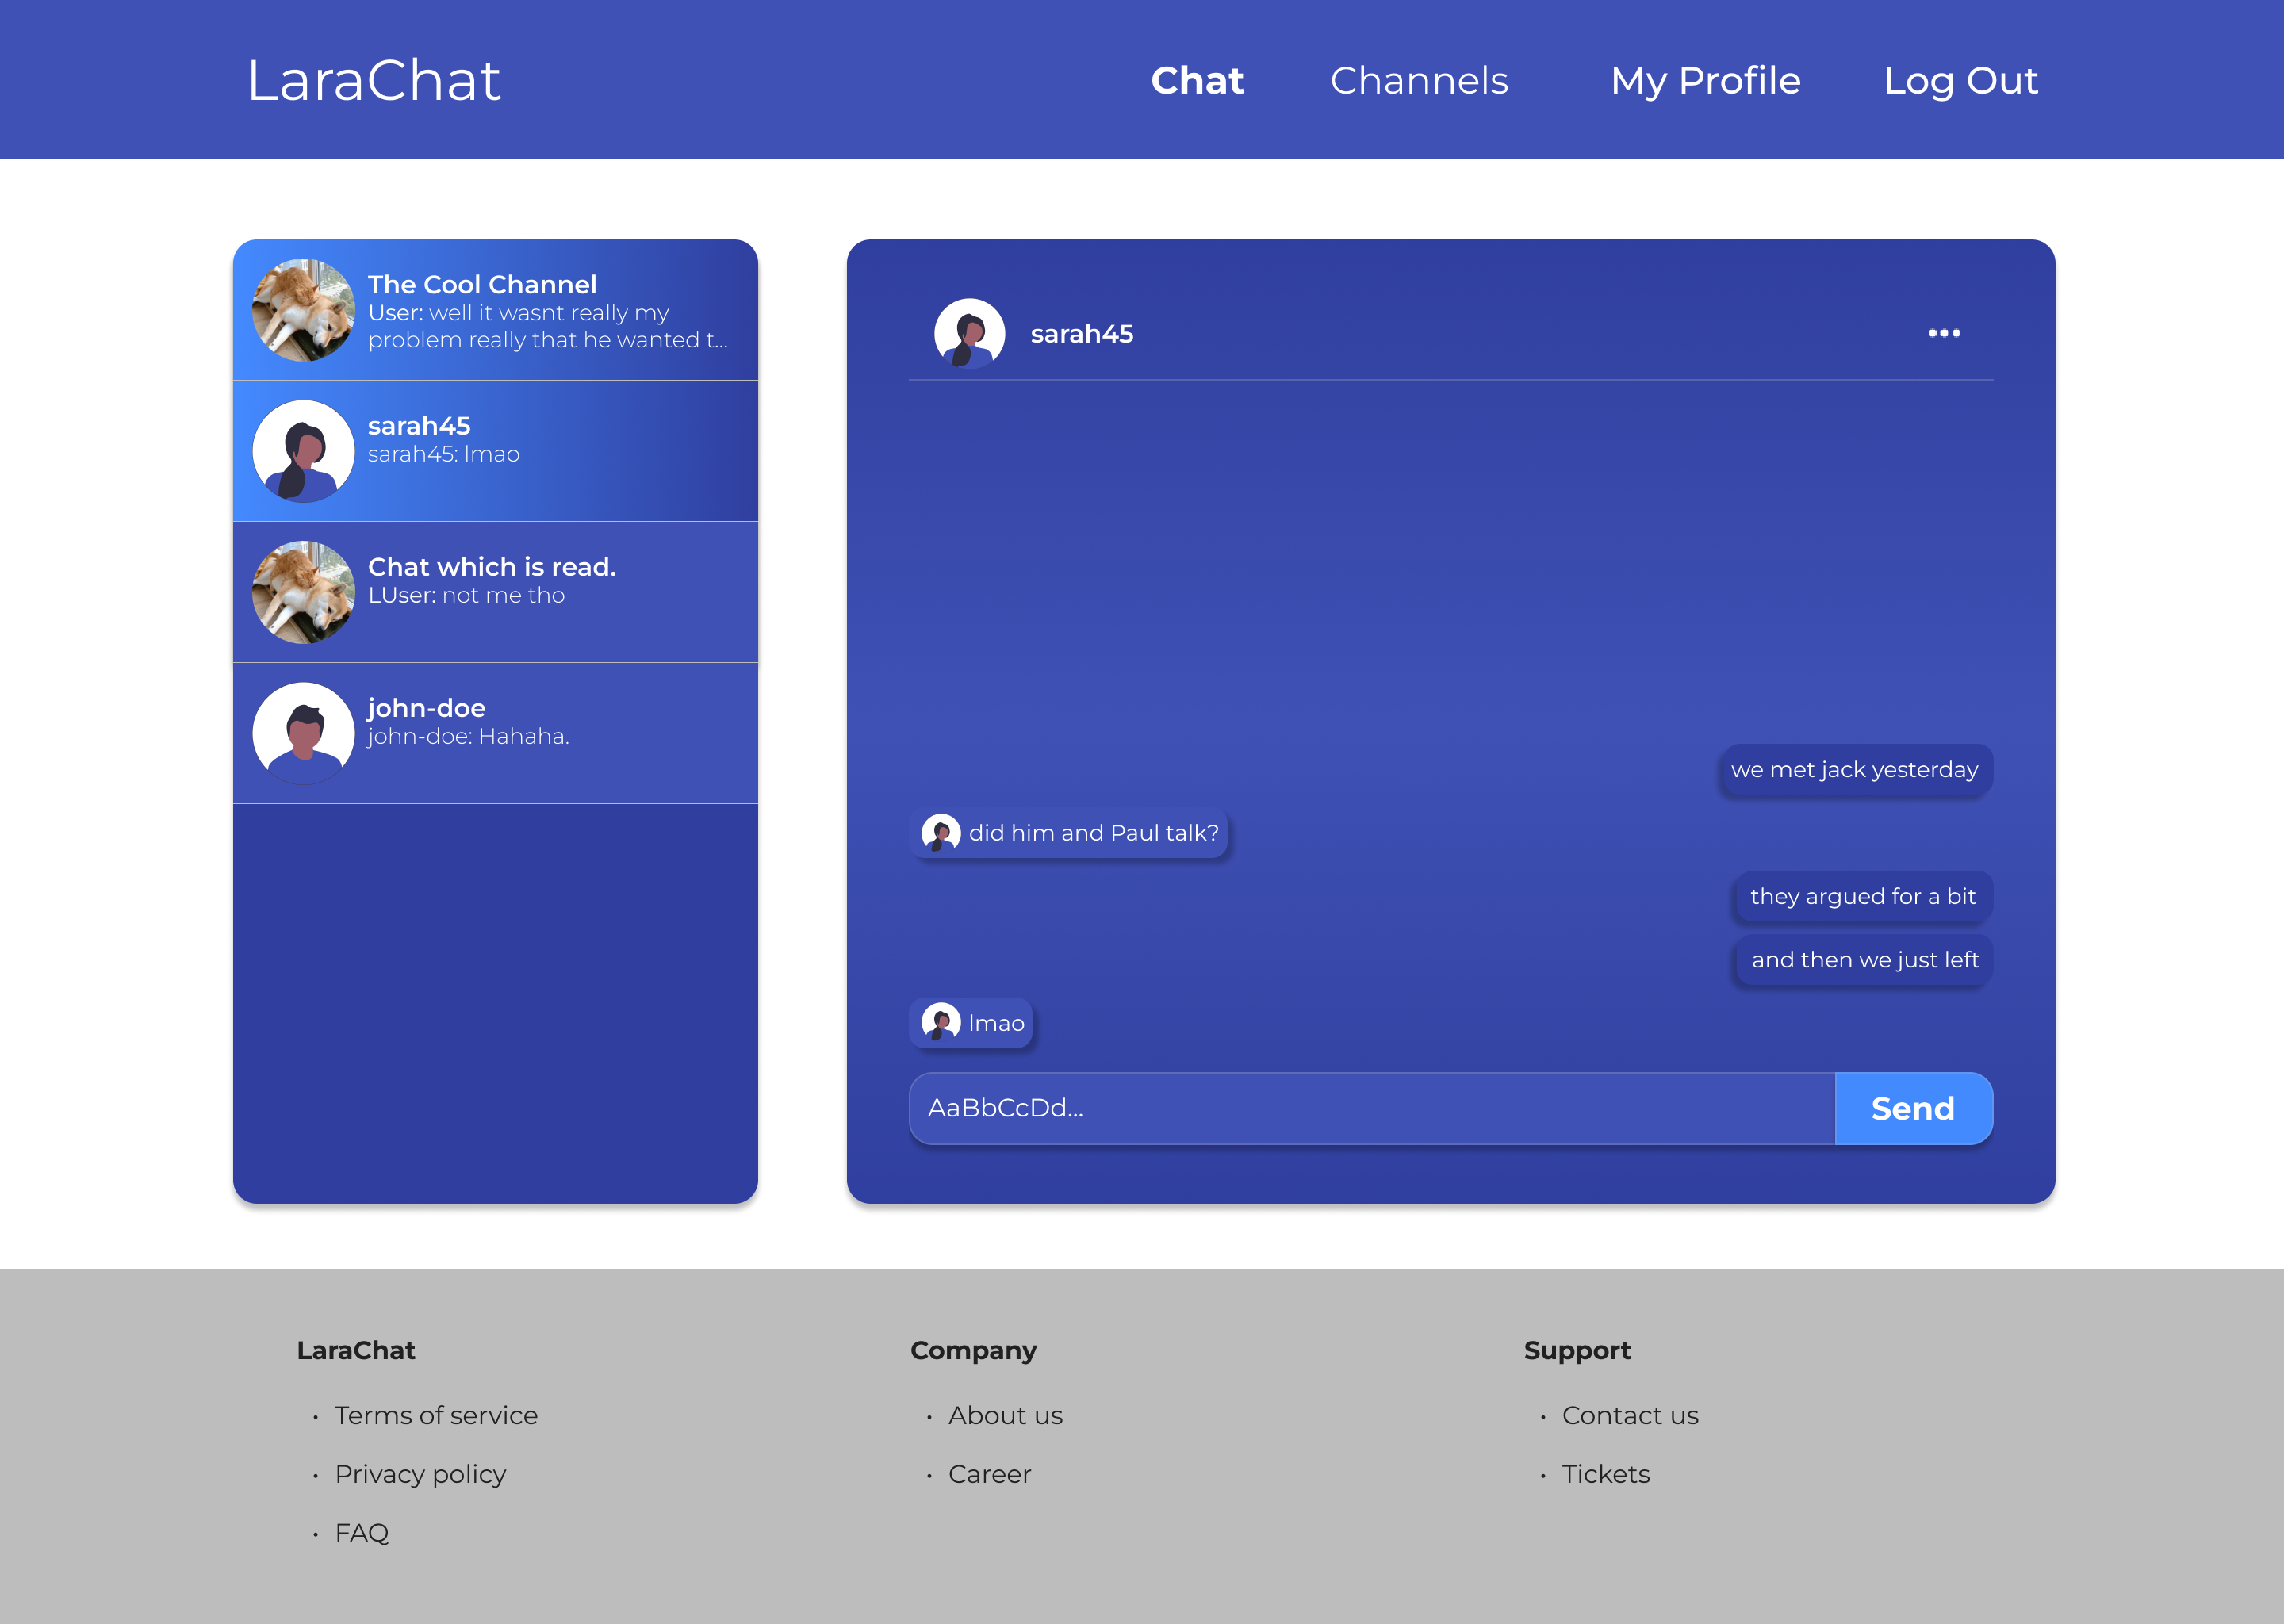 LaraChat
Chat
Channels
My Profile
Log Out
The Cool Channel
User: well it wasnt really my
problem really that he wanted t...
sarah45
sarah45: lmao
Chat which is read.
LUser: not me tho
john-doe
john-doe: Hahaha.
sarah45
we met jack yesterday
did him and Paul talk?
they argued for a bit
and then we just left
lmao
AaBbCcDd...
Send
LaraChat
• Terms of service
• Privacy policy
• FAQ
Company
• About us
• Career
Support
• Contact us
• Tickets